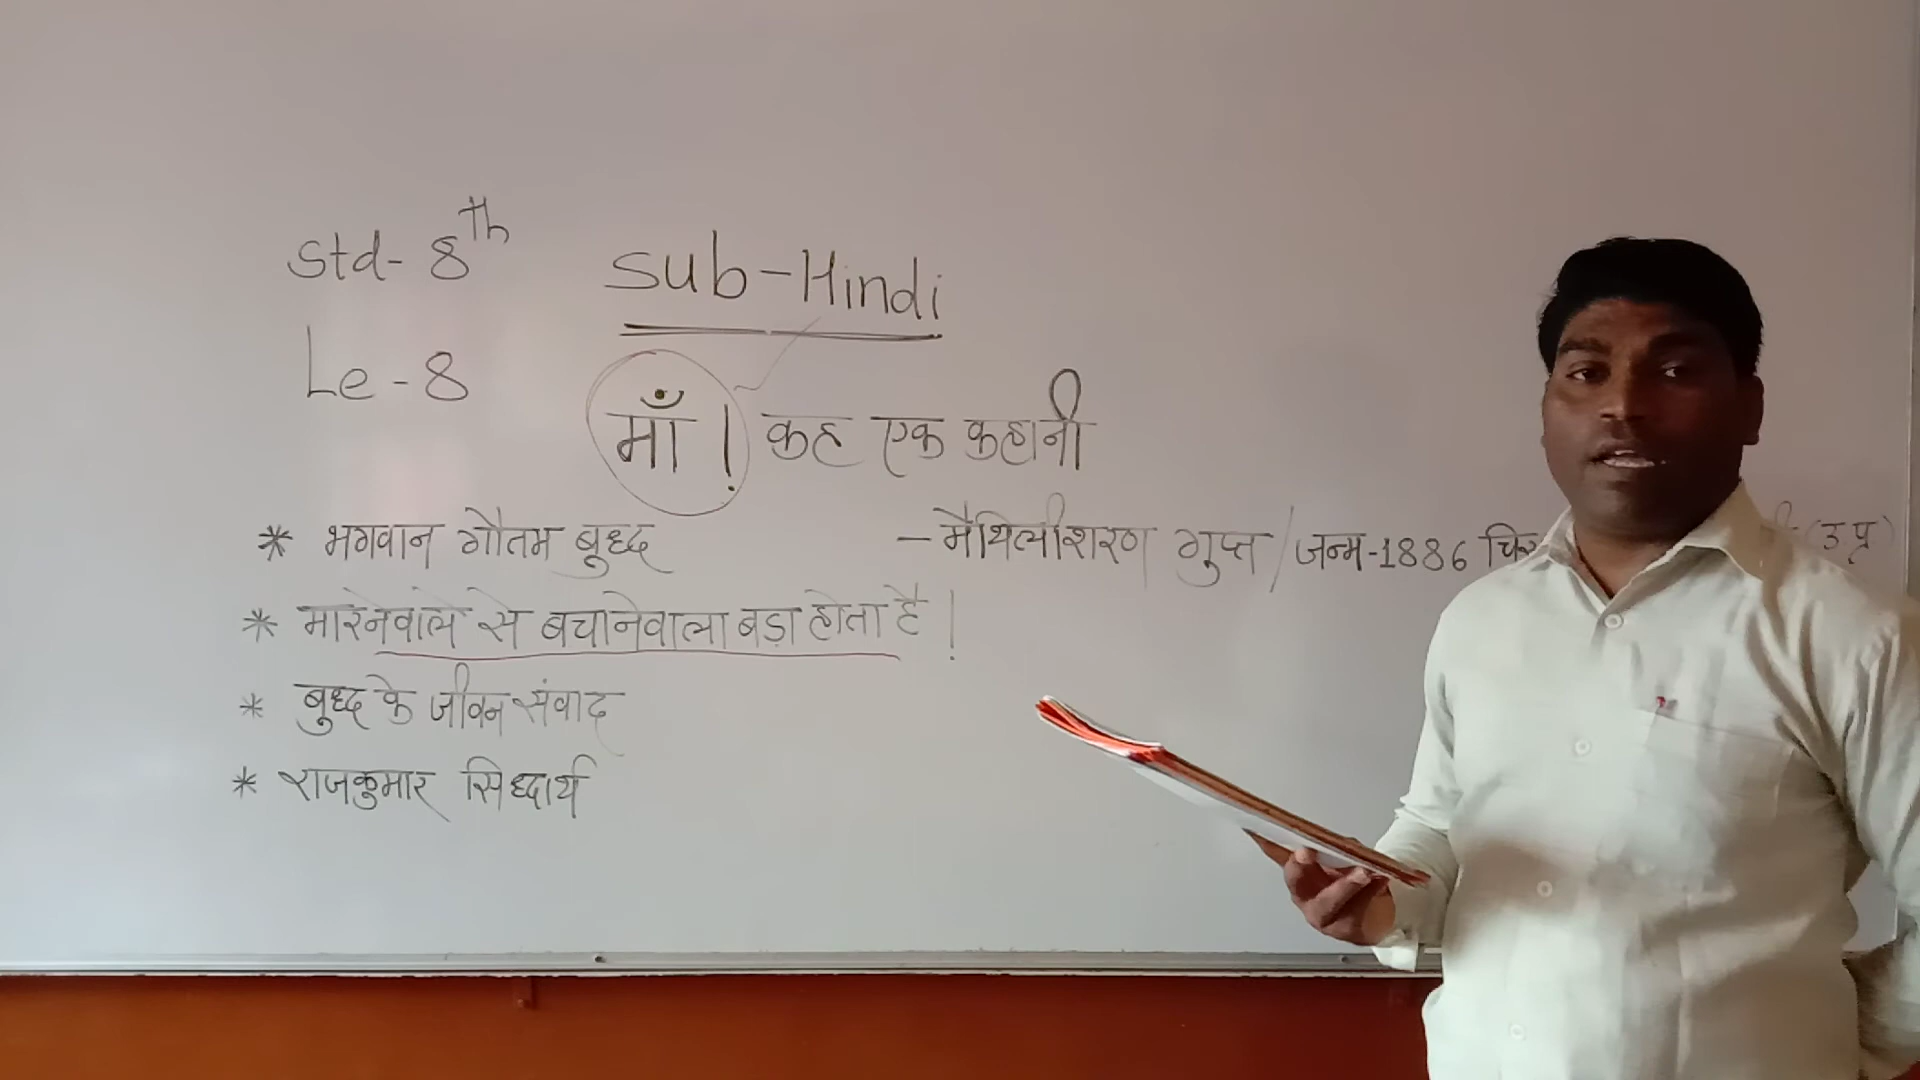 Std- 8th
Sub-Hindi
Le-8
माँ ! कह एक कहानी
-मैथिलीशरण गुप्त / जन्म-1886 (उ प्र)
* भगवान गौतम बुध्द
* मारनेवाले से बचानेवाला बड़ा होता है !
* बुध्द के जीवन संवाद
* राजकुमार सिध्दार्थ